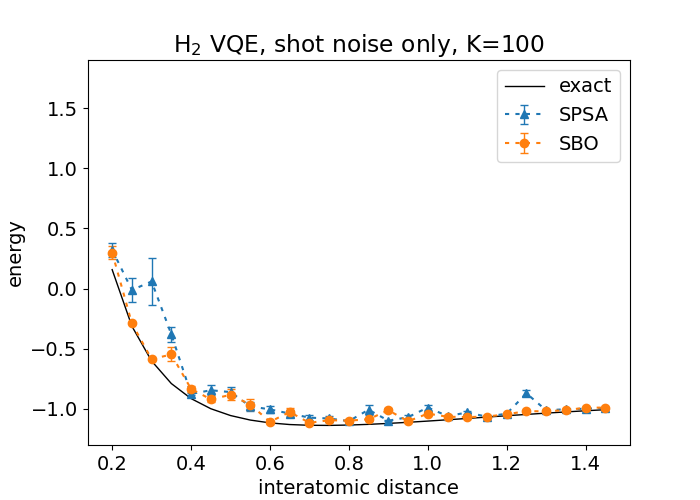 H₂ VQE, shot noise only, K=100
exact
SPSA
SBO
energy
1.5
1.0
0.5
0.0
−0.5
−1.0
0.2 0.4 0.6 0.8 1.0 1.2 1.4
interatomic distance